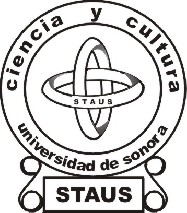 ciencia y cultura
STAUS
universidad de sonora
STAUS